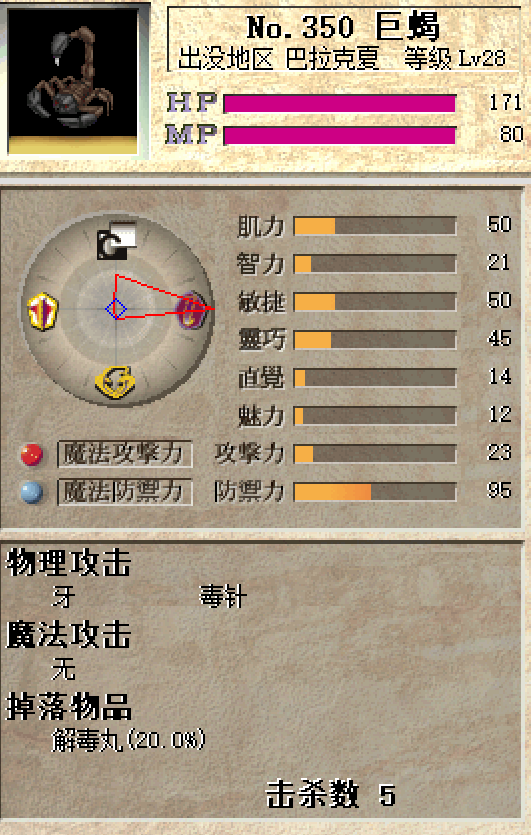 No.350 巨蝎
出没地区 巴拉克夏 等级 Lv28
HP 171
MP 80
肌力 50
智力 21
敏捷 50
靈巧 45
直覺 14
魅力 12
魔法攻撃力 攻撃力 23
魔法防禦力 防禦力 95
物理攻击
牙 毒针
魔法攻击
无
掉落物品
解毒丸(20.0%)
击杀数 5